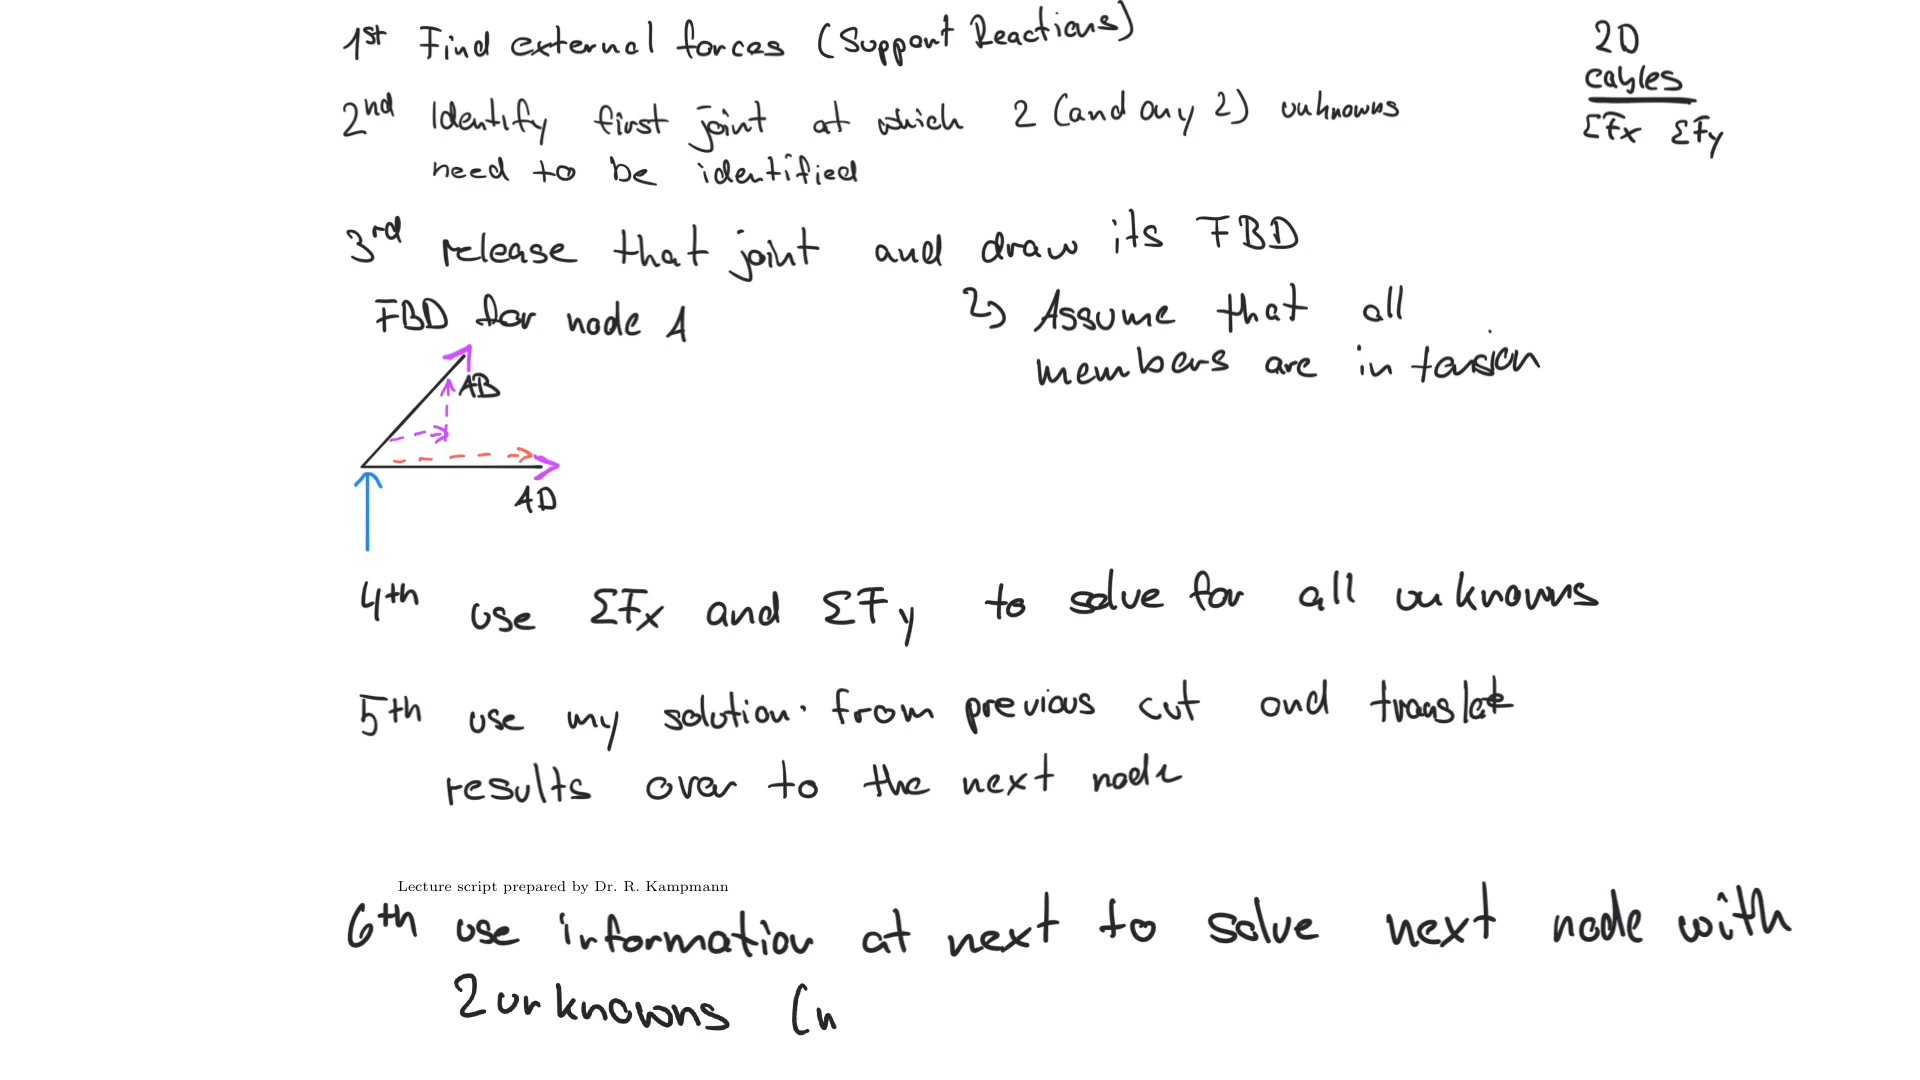 1st Find external forces (Support Reactions)
2D
cables
ΣFx ΣFy
2nd Identify first joint at which 2 (and only 2) unknowns
need to be identified
3rd release that joint and draw its FBD
FBD for node A
2) Assume that all
members are in tension
AB
AD
4th use ΣFx and ΣFy to solve for all unknowns
5th use my solution from previous cut and translate
results over to the next node
Lecture script prepared by Dr. R. Kampmann
6th use information at next to solve next node with
2 unknowns (n